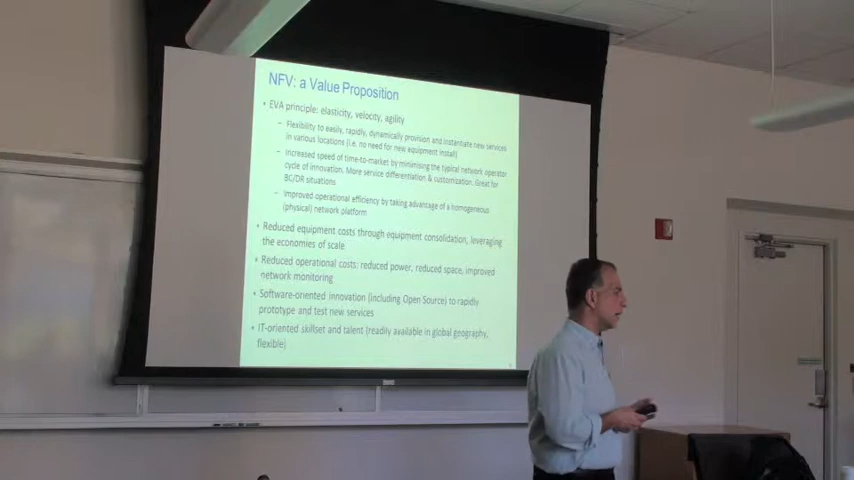 NFV: a Value Proposition
• EVA principle: elasticity, velocity, agility
– Flexibility to easily, rapidly, dynamically provision and instantiate new services
in various locations (i.e. no need for new equipment install)
– Increased speed of time-to-market by minimising the typical network operator
cycle of innovation. More service differentiation & customization. Great for
BC/DR situations
– Improved operational efficiency by taking advantage of a homogeneous
(physical) network platform
• Reduced equipment costs through equipment consolidation, leveraging
the economies of scale
• Reduced operational costs: reduced power, reduced space, improved
network monitoring
• Software-oriented innovation (including Open Source) to rapidly
prototype and test new services
• IT-oriented skillset and talent (readily available in global geography,
flexible)